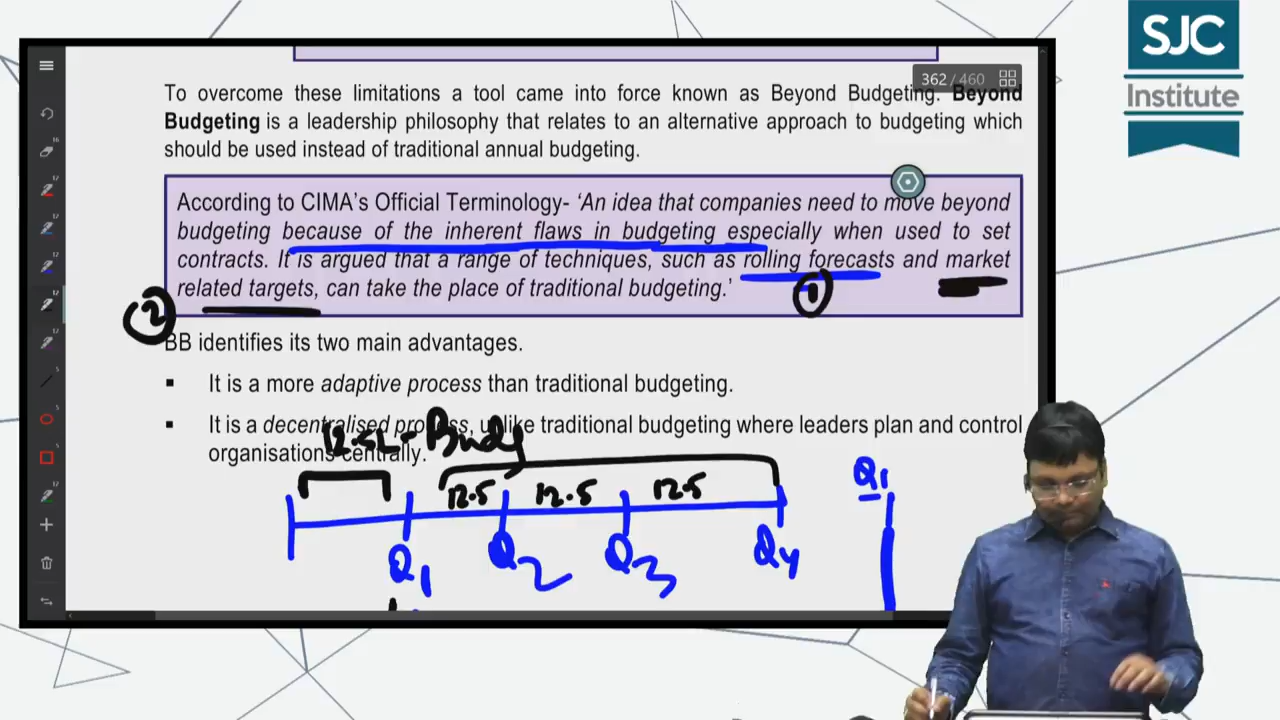 SJC
Institute
362 / 460
To overcome these limitations a tool came into force known as Beyond Budgeting. Beyond
Budgeting is a leadership philosophy that relates to an alternative approach to budgeting which
should be used instead of traditional annual budgeting.
According to CIMA's Official Terminology- 'An idea that companies need to move beyond
budgeting because of the inherent flaws in budgeting especially when used to set
contracts. It is argued that a range of techniques, such as rolling forecasts and market
related targets, can take the place of traditional budgeting.'
1
2
BB identifies its two main advantages.
▪ It is a more adaptive process than traditional budgeting.
▪ It is a decentralised process, unlike traditional budgeting where leaders plan and control
organisations centrally.
12.5 12.5 12.5
Q1
Q1 Q2 Q3 Q4